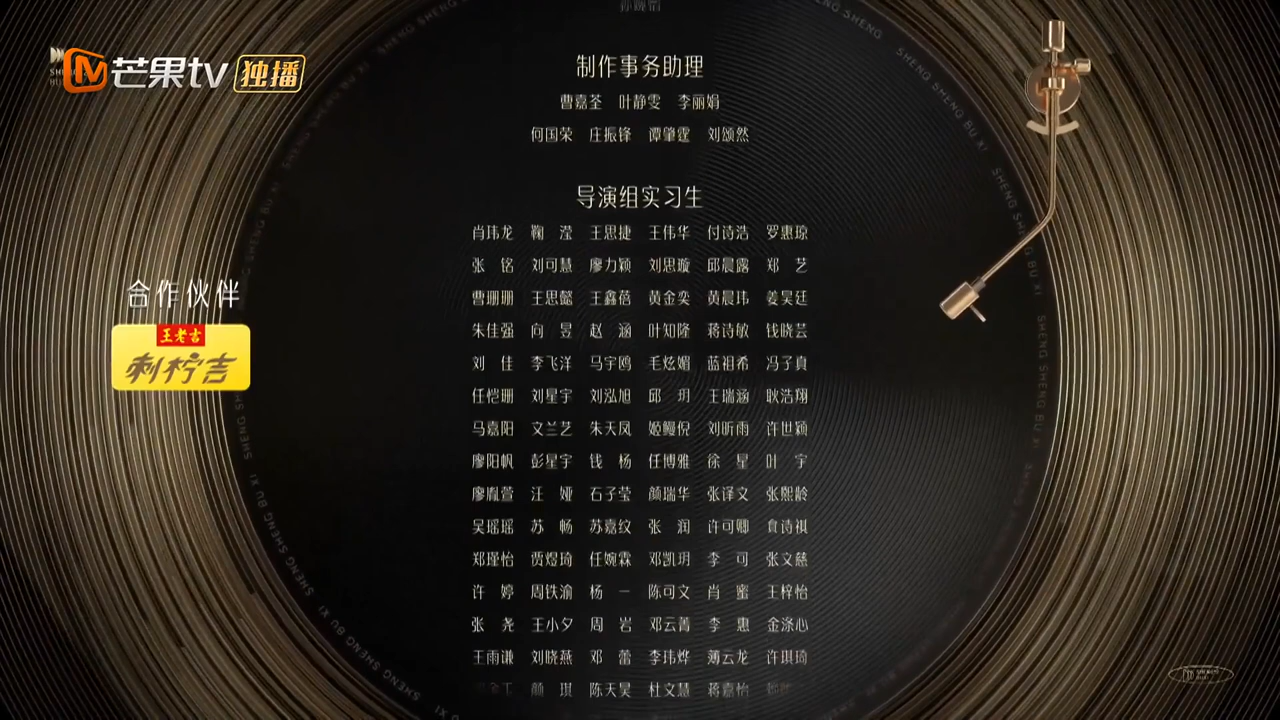 芒果tv 独播
制作事务助理
曹嘉荃 叶静雯 李丽娟
何国荣 庄振锋 谭肇霆 刘颂然
导演组实习生
肖玮龙 鞠滢 王思捷 王伟华 付诗浩 罗惠琼
张铭 刘可慧 廖力颖 刘思璇 邱晨露 郑艺
曹珊珊 王思懿 王鑫蓓 黄金奕 黄晨玮 姜昊廷
朱佳强 向昱 赵涵 叶知隆 蒋诗敏 钱晓芸
刘佳 李飞洋 马宇鸥 毛炫媚 蓝祖希 冯子真
任恺珊 刘星宇 刘泓旭 邱玥 王瑞涵 耿浩翔
马嘉阳 文兰艺 朱天凤 姬鳗倪 刘昕雨 许世颖
廖阳帆 彭星宇 钱杨 任博雅 徐星 叶宇
廖胤萱 汪娅 石子莹 颜瑞华 张译文 张熙龄
吴瑶瑶 苏畅 苏嘉纹 张润 许可卿 食诗祺
郑瑾怡 贾煜琦 任婉霖 邓凯玥 李可 张文慈
许婷 周铁渝 杨一 陈可文 肖蜜 王梓怡
张尧 王小夕 周岩 邓云菁 李惠 金涤心
王雨谦 刘晓燕 邓蕾 李玮烨 薄云龙 许琪琦
颜琪 陈天昊 杜文慧 蒋嘉怡
合作伙伴
王老吉
刺柠吉
SHENG SHENG BU XI